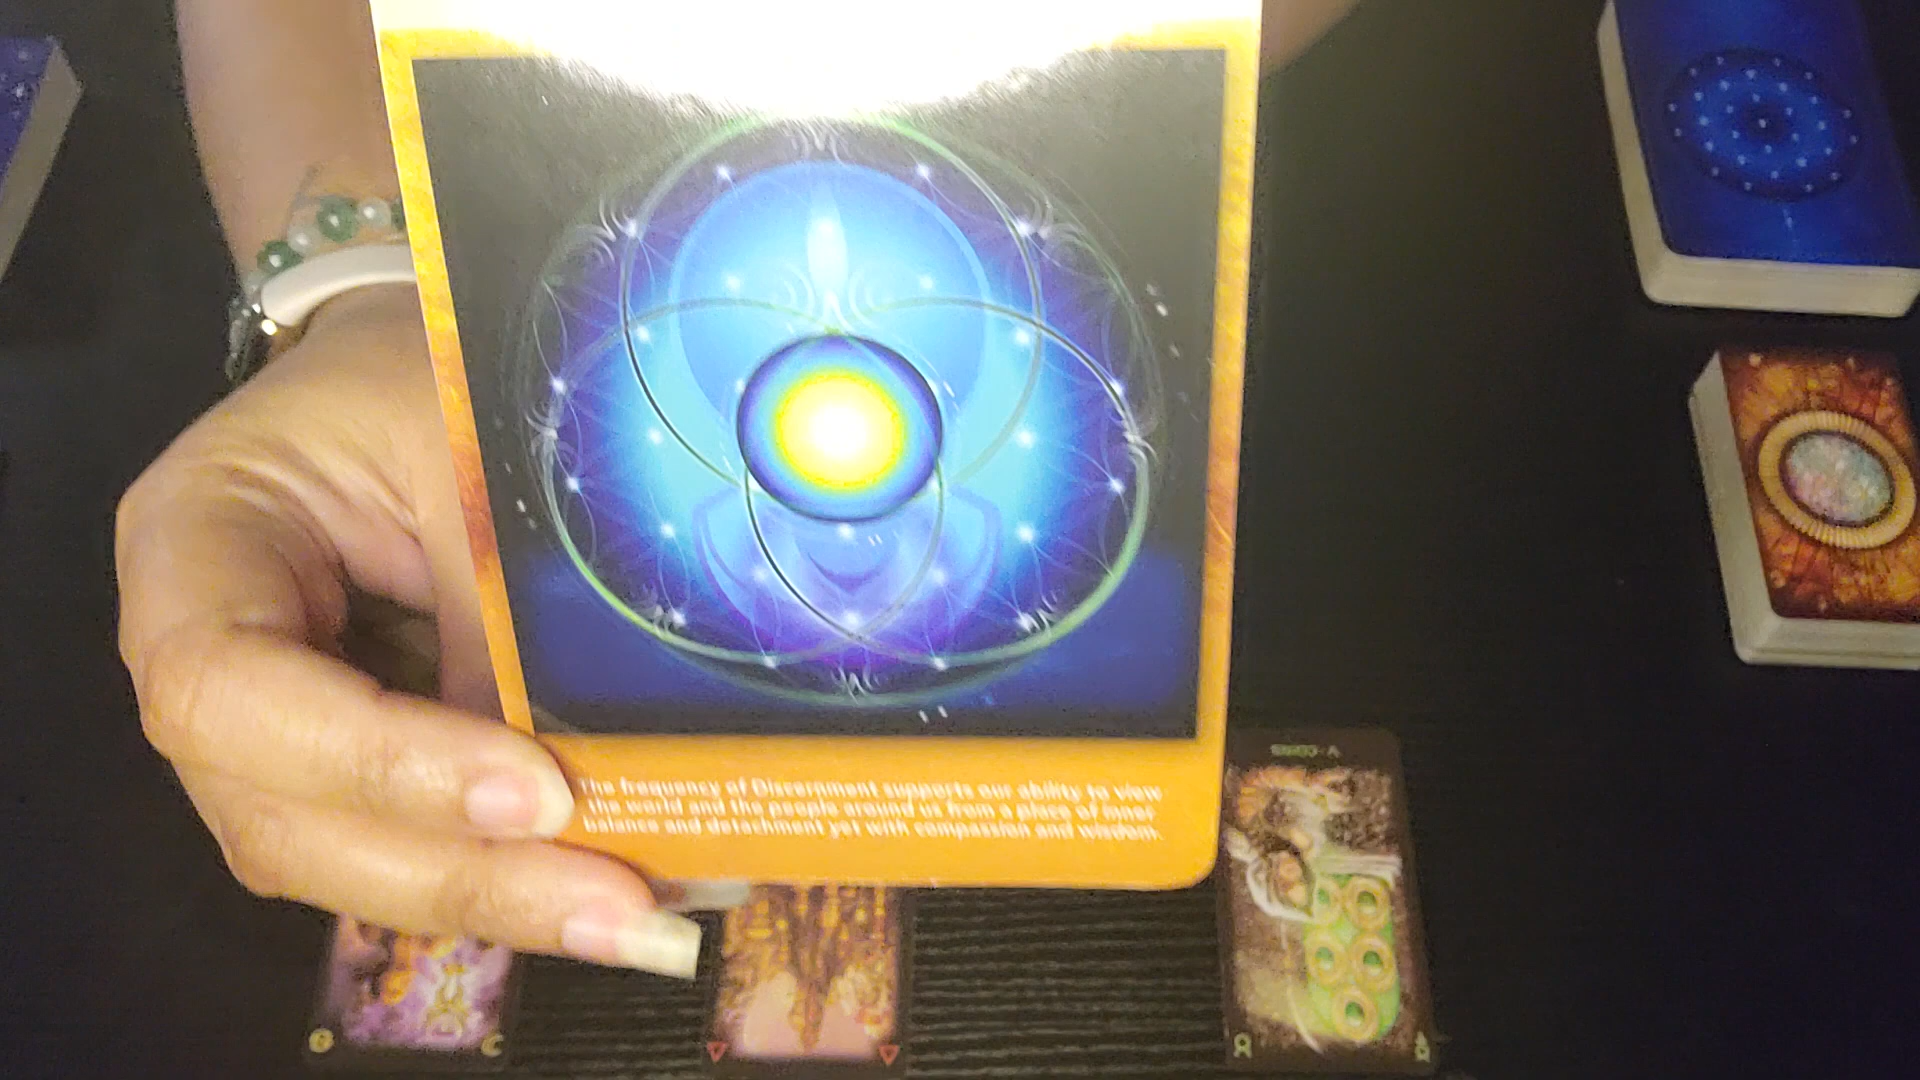 The frequency of Discernment supports our ability to view
the world and the people around us from a place of inner
balance and detachment yet with compassion and wisdom.
V - COINS